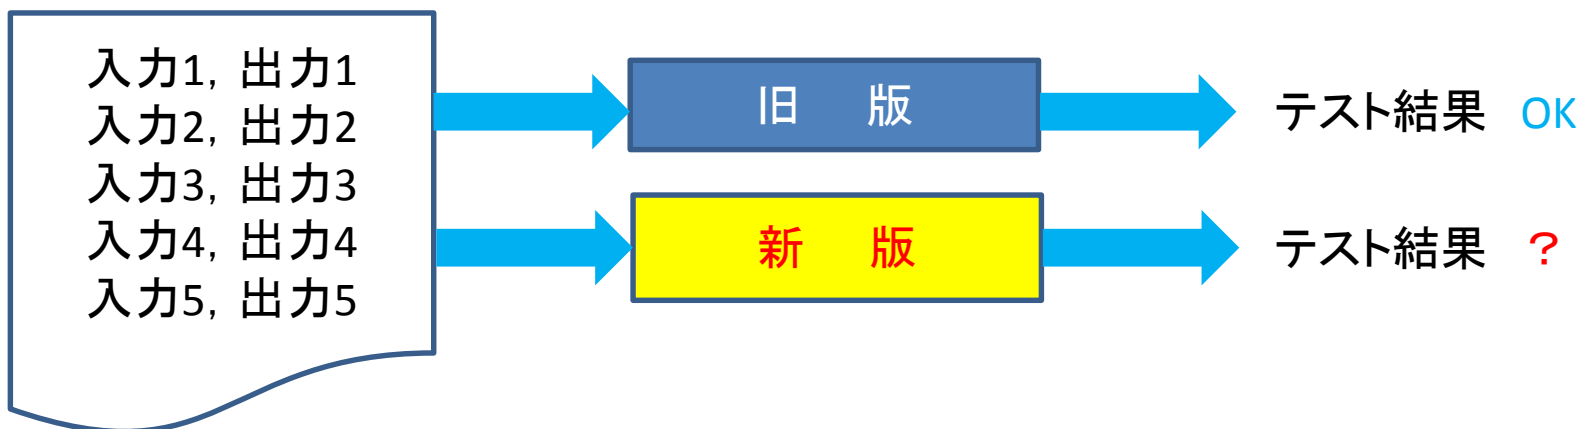 入力1, 出力1
入力2, 出力2
入力3, 出力3
入力4, 出力4
入力5, 出力5
旧 版
テスト結果 OK
新 版
テスト結果 ？